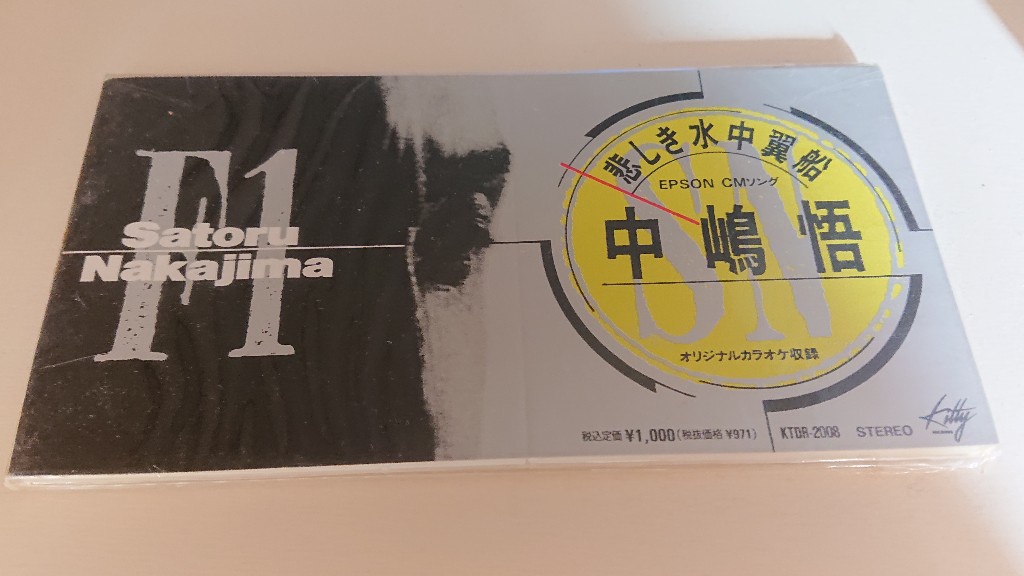 F1
Satoru
Nakajima
悲しき水中翼船
EPSON CMソング
SN
中嶋悟
オリジナルカラオケ収録
税込定価 ¥1,000(税抜価格 ¥971)
KTDR-2008 STEREO
Kitty